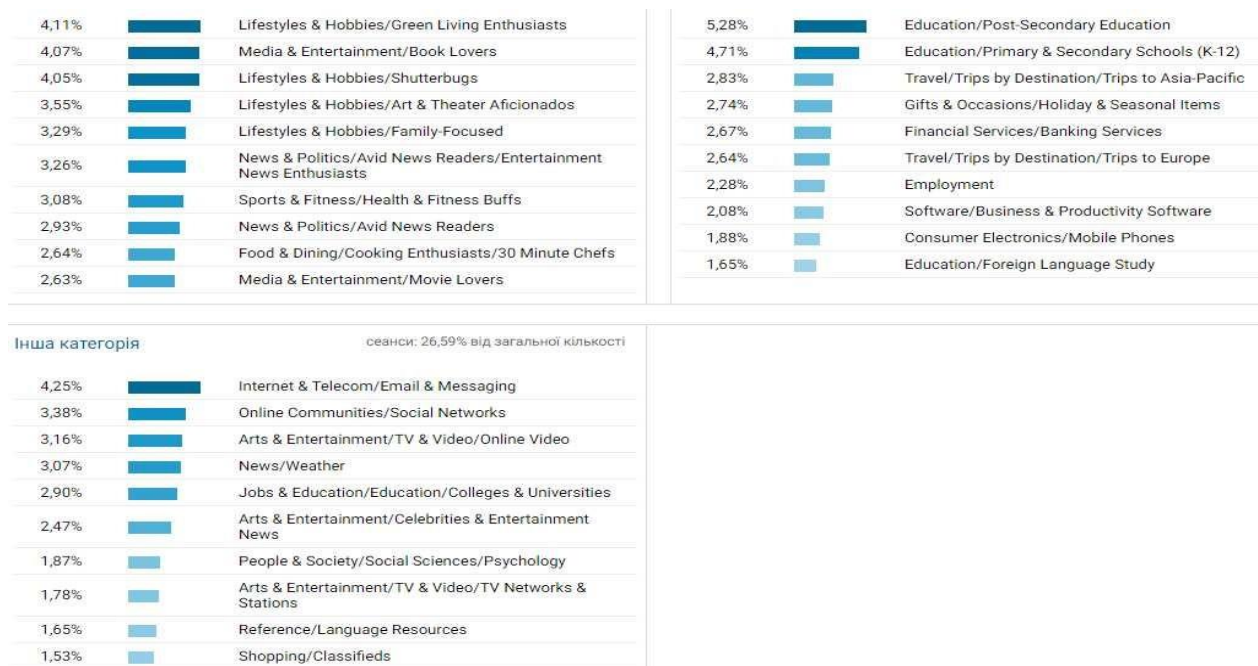 4,11% Lifestyles & Hobbies/Green Living Enthusiasts
4,07% Media & Entertainment/Book Lovers
4,05% Lifestyles & Hobbies/Shutterbugs
3,55% Lifestyles & Hobbies/Art & Theater Aficionados
3,29% Lifestyles & Hobbies/Family-Focused
3,26% News & Politics/Avid News Readers/Entertainment
News Enthusiasts
3,08% Sports & Fitness/Health & Fitness Buffs
2,93% News & Politics/Avid News Readers
2,64% Food & Dining/Cooking Enthusiasts/30 Minute Chefs
2,63% Media & Entertainment/Movie Lovers
5,28% Education/Post-Secondary Education
4,71% Education/Primary & Secondary Schools (K-12)
2,83% Travel/Trips by Destination/Trips to Asia-Pacific
2,74% Gifts & Occasions/Holiday & Seasonal Items
2,67% Financial Services/Banking Services
2,64% Travel/Trips by Destination/Trips to Europe
2,28% Employment
2,08% Software/Business & Productivity Software
1,88% Consumer Electronics/Mobile Phones
1,65% Education/Foreign Language Study
Інша категорія сеанси: 26,59% від загальної кількості
4,25% Internet & Telecom/Email & Messaging
3,38% Online Communities/Social Networks
3,16% Arts & Entertainment/TV & Video/Online Video
3,07% News/Weather
2,90% Jobs & Education/Education/Colleges & Universities
2,47% Arts & Entertainment/Celebrities & Entertainment
News
1,87% People & Society/Social Sciences/Psychology
1,78% Arts & Entertainment/TV & Video/TV Networks &
Stations
1,65% Reference/Language Resources
1,53% Shopping/Classifieds